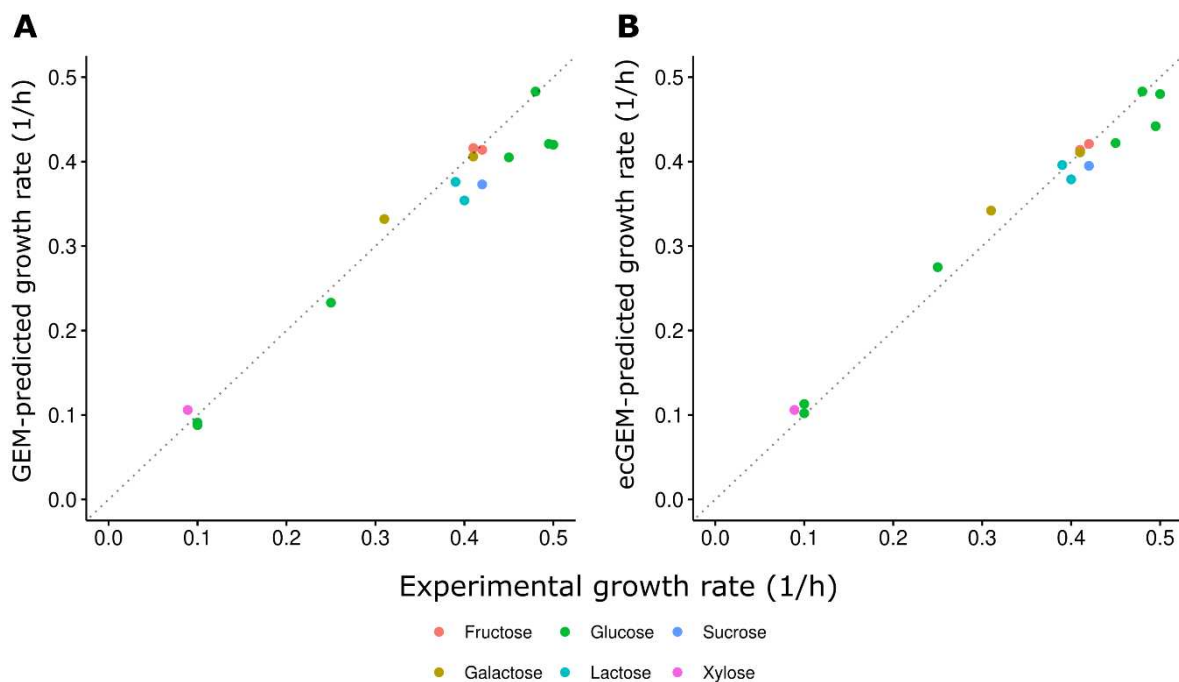 A
B
GEM-predicted growth rate (1/h)
0.5
0.4
0.3
0.2
0.1
0.0
0.0 0.1 0.2 0.3 0.4 0.5
ecGEM-predicted growth rate (1/h)
0.5
0.4
0.3
0.2
0.1
0.0
0.0 0.1 0.2 0.3 0.4 0.5
Experimental growth rate (1/h)
Fructose Glucose Sucrose
Galactose Lactose Xylose